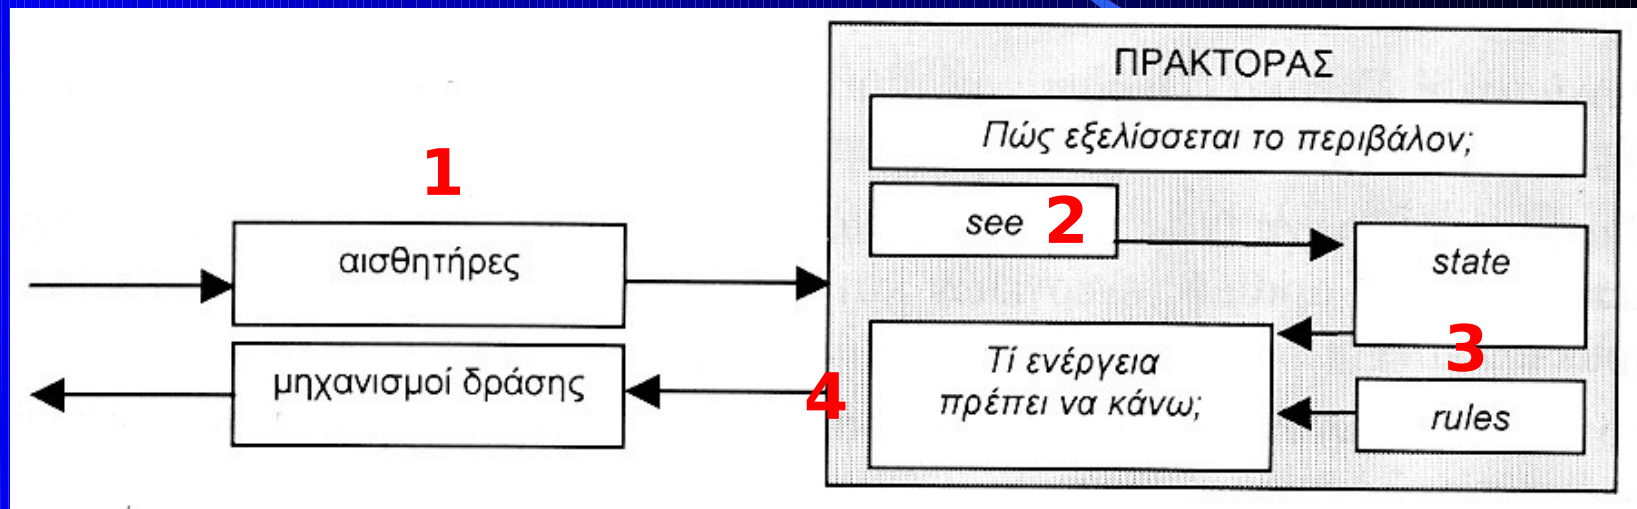 ΠΡΑΚΤΟΡΑΣ
Πώς εξελίσσεται το περιβάλον;
1
see 2
αισθητήρες
state
3
Τί ενέργεια
πρέπει να κάνω;
μηχανισμοί δράσης
4
rules